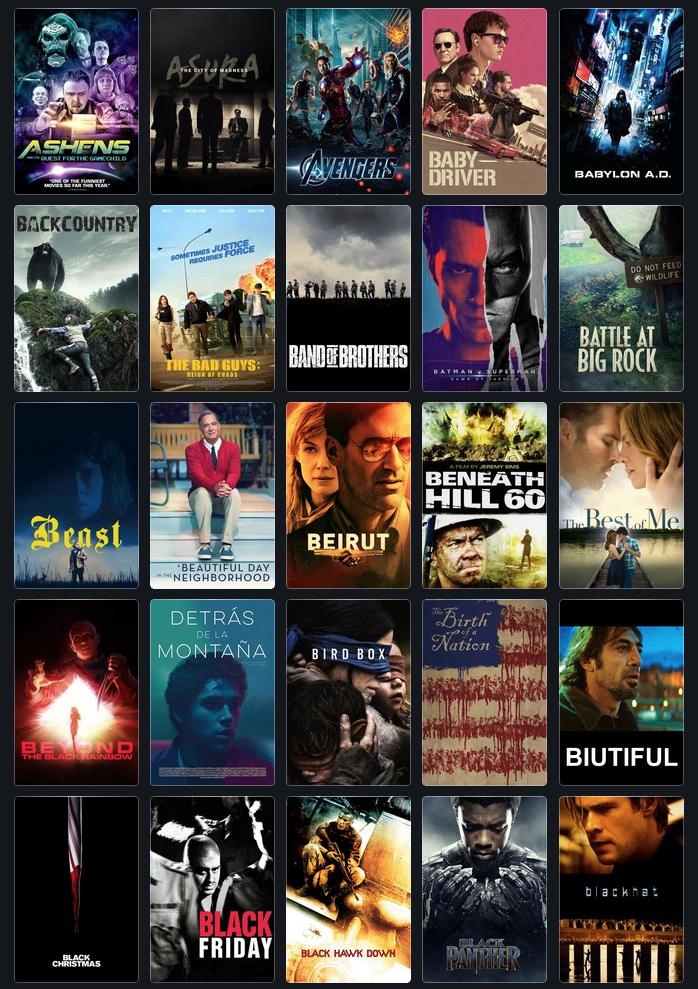 ASHENS
AND THE QUEST FOR THE GAMECHILD
"ONE OF THE FUNNIEST
MOVIES SO FAR THIS YEAR."
ASURA
THE CITY OF MADNESS
AVENGERS
BABY
DRIVER
BABYLON A.D.
BACKCOUNTRY
SOMETIMES JUSTICE
REQUIRES FORCE
THE BAD GUYS:
REIGN OF CHAOS
BAND OF BROTHERS
BATMAN v SUPERMAN
DAWN OF JUSTICE
DO NOT FEED
WILDLIFE
BATTLE AT
BIG ROCK
Beast
A BEAUTIFUL DAY
IN THE NEIGHBORHOOD
BEIRUT
A FILM BY JEREMY SIMS
BENEATH
HILL 60
The Best of Me
BEYOND
THE BLACK RAINBOW
DETRÁS
DE LA
MONTAÑA
BIRD BOX
The Birth
of a
Nation
BIUTIFUL
BLACK
CHRISTMAS
BLACK
FRIDAY
BLACK HAWK DOWN
BLACK
PANTHER
blackhat